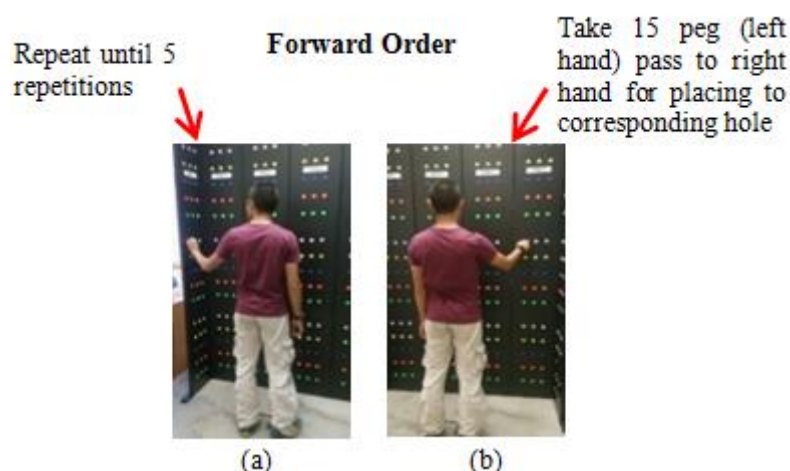 Repeat until 5
repetitions
Forward Order
Take 15 peg (left
hand) pass to right
hand for placing to
corresponding hole
(a)
(b)